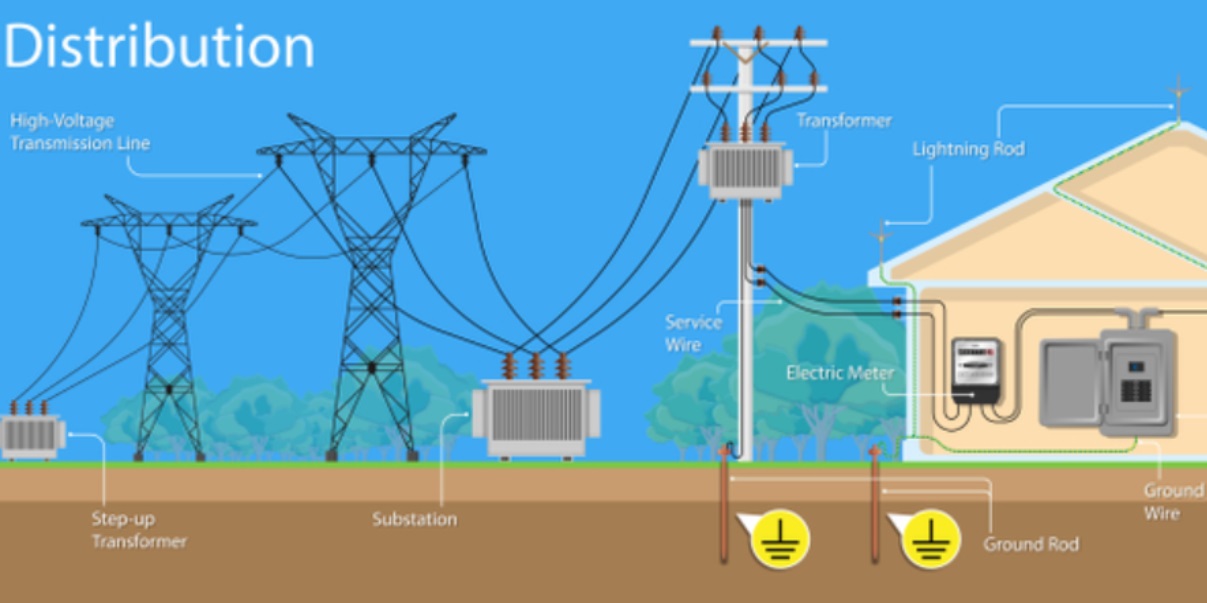 Distribution
High-Voltage
Transmission Line
Transformer
Lightning Rod
Service
Wire
Electric Meter
Step-up
Transformer
Substation
Ground
Wire
Ground Rod